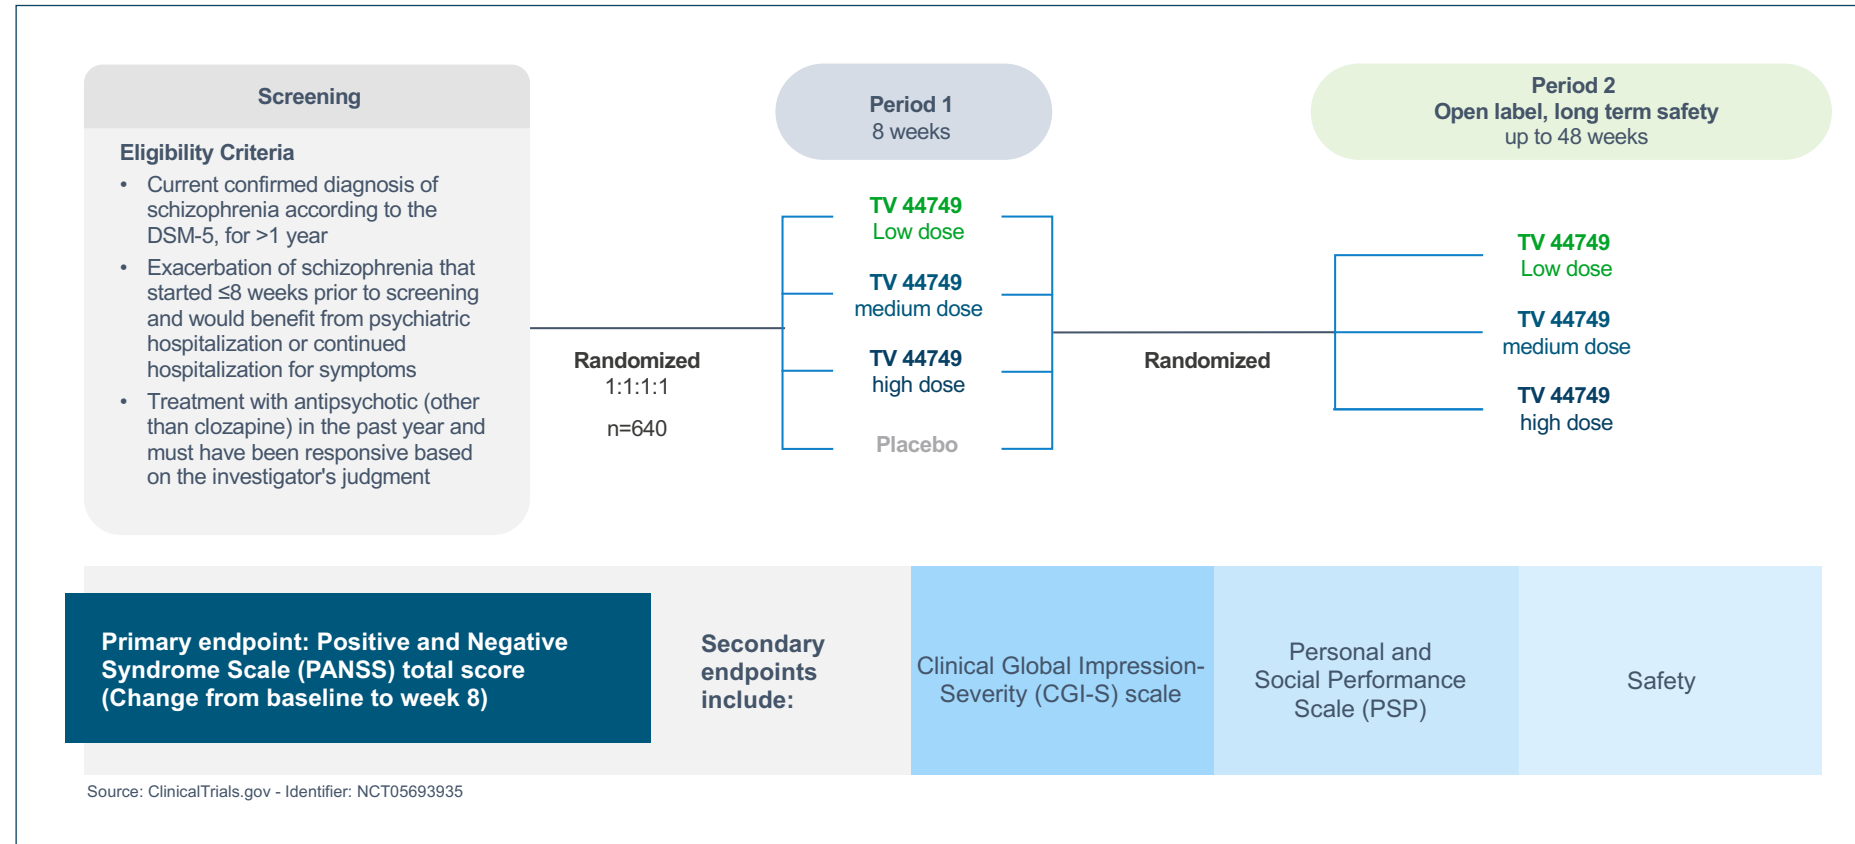 Screening
Eligibility Criteria
• Current confirmed diagnosis of
schizophrenia according to the
DSM-5, for >1 year
• Exacerbation of schizophrenia that
started ≤8 weeks prior to screening
and would benefit from psychiatric
hospitalization or continued
hospitalization for symptoms
• Treatment with antipsychotic (other
than clozapine) in the past year and
must have been responsive based
on the investigator's judgment
Randomized
1:1:1:1
n=640
Period 1
8 weeks
TV 44749
Low dose
TV 44749
medium dose
TV 44749
high dose
Placebo
Randomized
Period 2
Open label, long term safety
up to 48 weeks
TV 44749
Low dose
TV 44749
medium dose
TV 44749
high dose
Primary endpoint: Positive and Negative
Syndrome Scale (PANSS) total score
(Change from baseline to week 8)
Secondary
endpoints
include:
Clinical Global Impression-
Severity (CGI-S) scale
Personal and
Social Performance
Scale (PSP)
Safety
Source: ClinicalTrials.gov - Identifier: NCT05693935